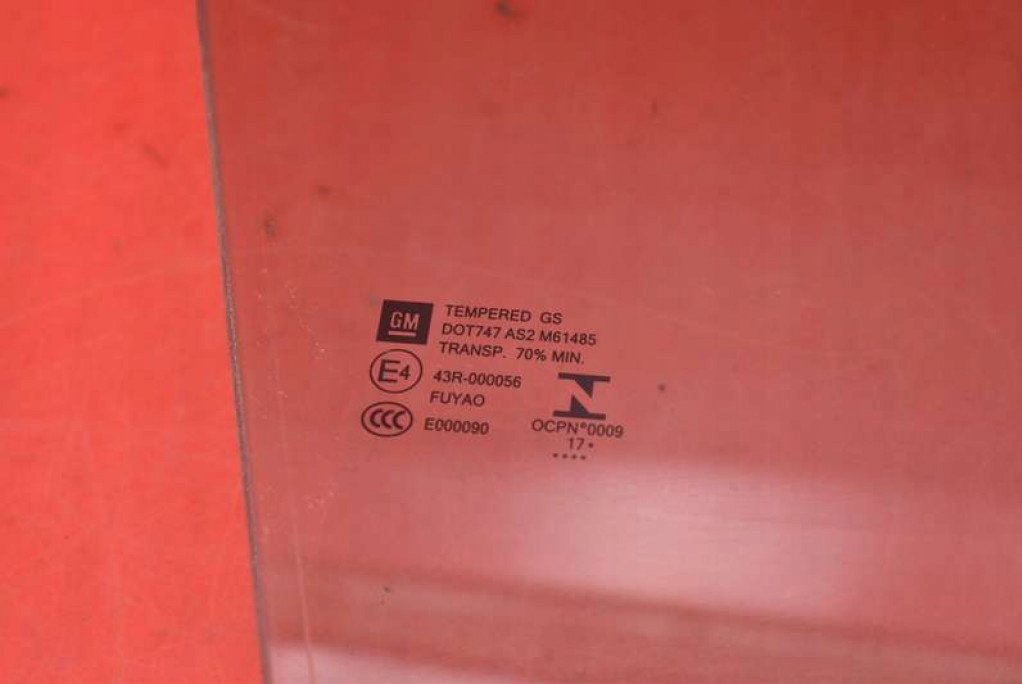 GM
TEMPERED GS
DOT747 AS2 M61485
TRANSP. 70% MIN.
E4
43R-000056
FUYAO
CCC
E000090
N
OCPN°0009
17